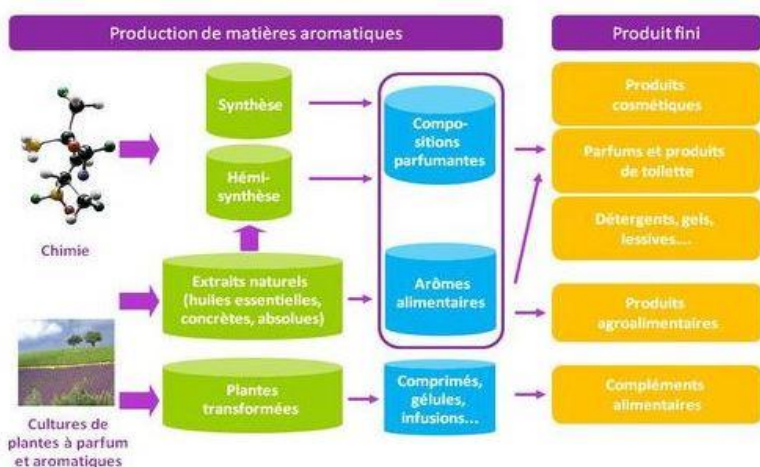 Production de matières aromatiques
Produit fini
Synthèse
Hémi-
synthèse
Chimie
Extraits naturels
(huiles essentielles,
concrètes, absolues)
Plantes
transformées
Cultures de
plantes à parfum
et aromatiques
Compo-
sitions
parfumantes
Arômes
alimentaires
Comprimés,
gélules,
infusions...
Produits
cosmétiques
Parfums et produits
de toilette
Détergents, gels,
lessives....
Produits
agroalimentaires
Compléments
alimentaires